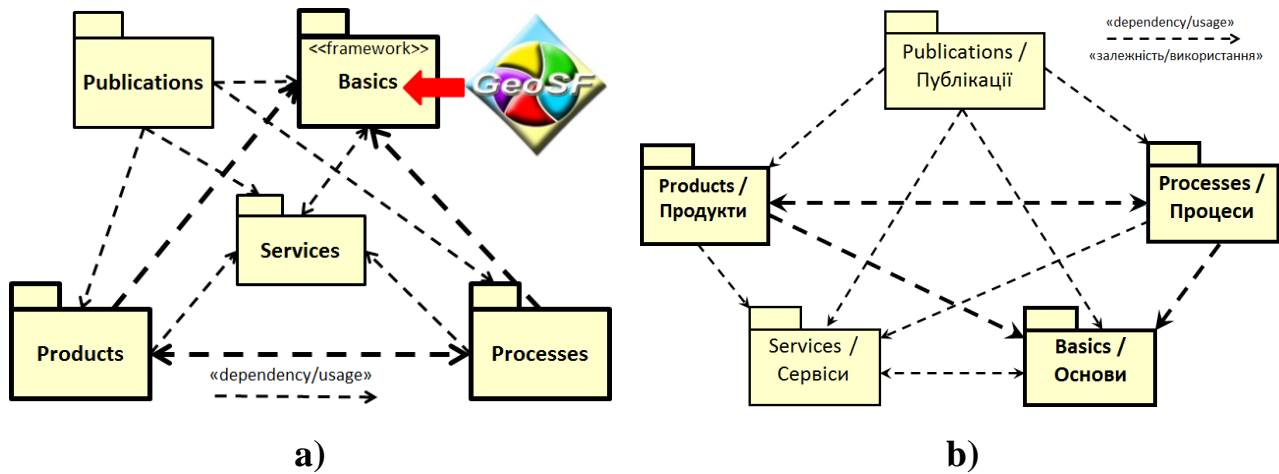 <<framework>>
Publications
Basics
GeoSF
Services
Products
Processes
«dependency/usage»
a)
«dependency/usage»
«залежність/використання»
Publications /
Публікації
Products /
Продукти
Processes /
Процеси
Services /
Сервіси
Basics /
Основи
b)